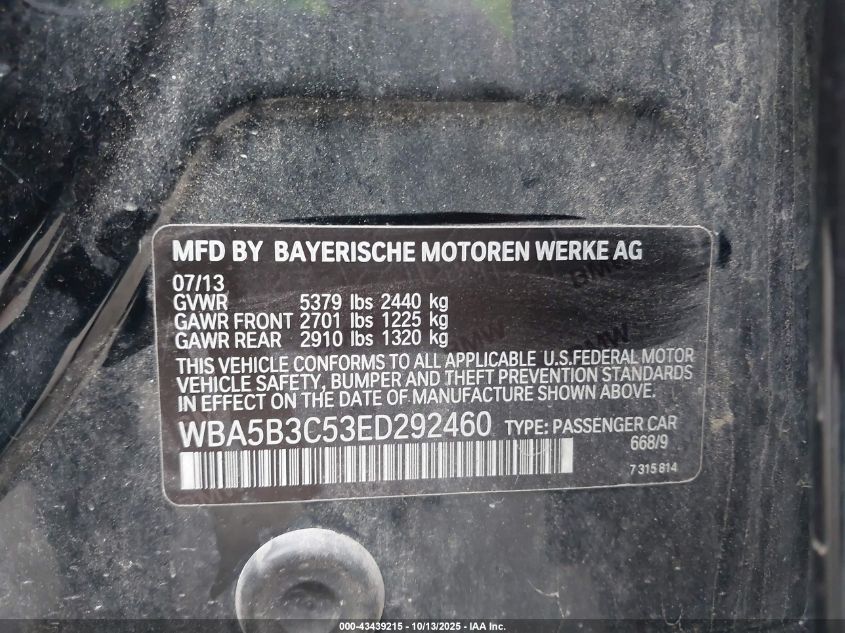 MFD BY BAYERISCHE MOTOREN WERKE AG
07/13
GVWR 5379 lbs 2440 kg
GAWR FRONT 2701 lbs 1225 kg
GAWR REAR 2910 lbs 1320 kg
THIS VEHICLE CONFORMS TO ALL APPLICABLE U.S.FEDERAL MOTOR
VEHICLE SAFETY, BUMPER AND THEFT PREVENTION STANDARDS
IN EFFECT ON THE DATE OF MANUFACTURE SHOWN ABOVE.
WBA5B3C53ED292460 TYPE: PASSENGER CAR
668/9
7 315 814
000-43439215 - 10/13/2025 - IAA Inc.